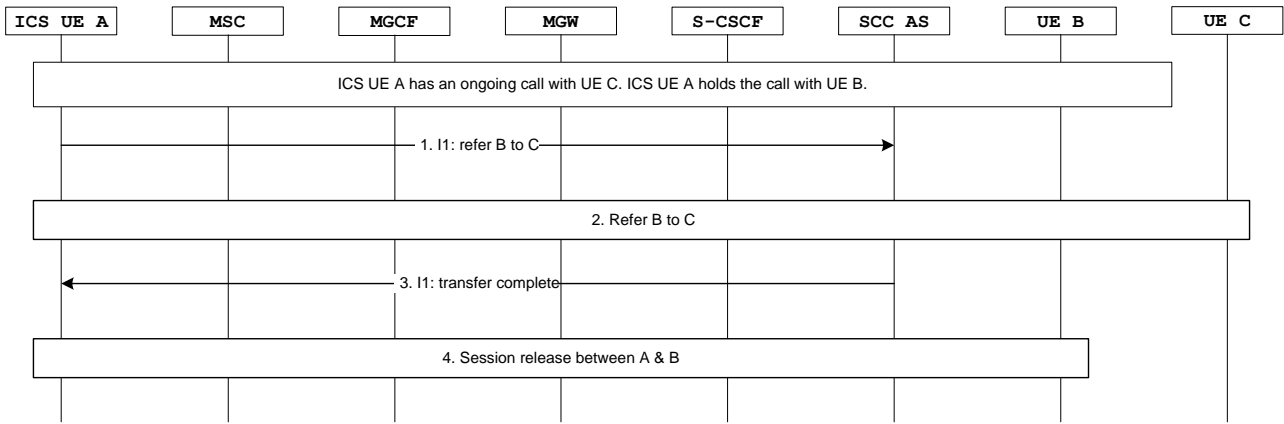 ICS UE A
MSC
MGCF
MGW
S-CSCF
SCC AS
UE B
UE C
ICS UE A has an ongoing call with UE C. ICS UE A holds the call with UE B.
1. I1: refer B to C
2. Refer B to C
3. I1: transfer complete
4. Session release between A & B